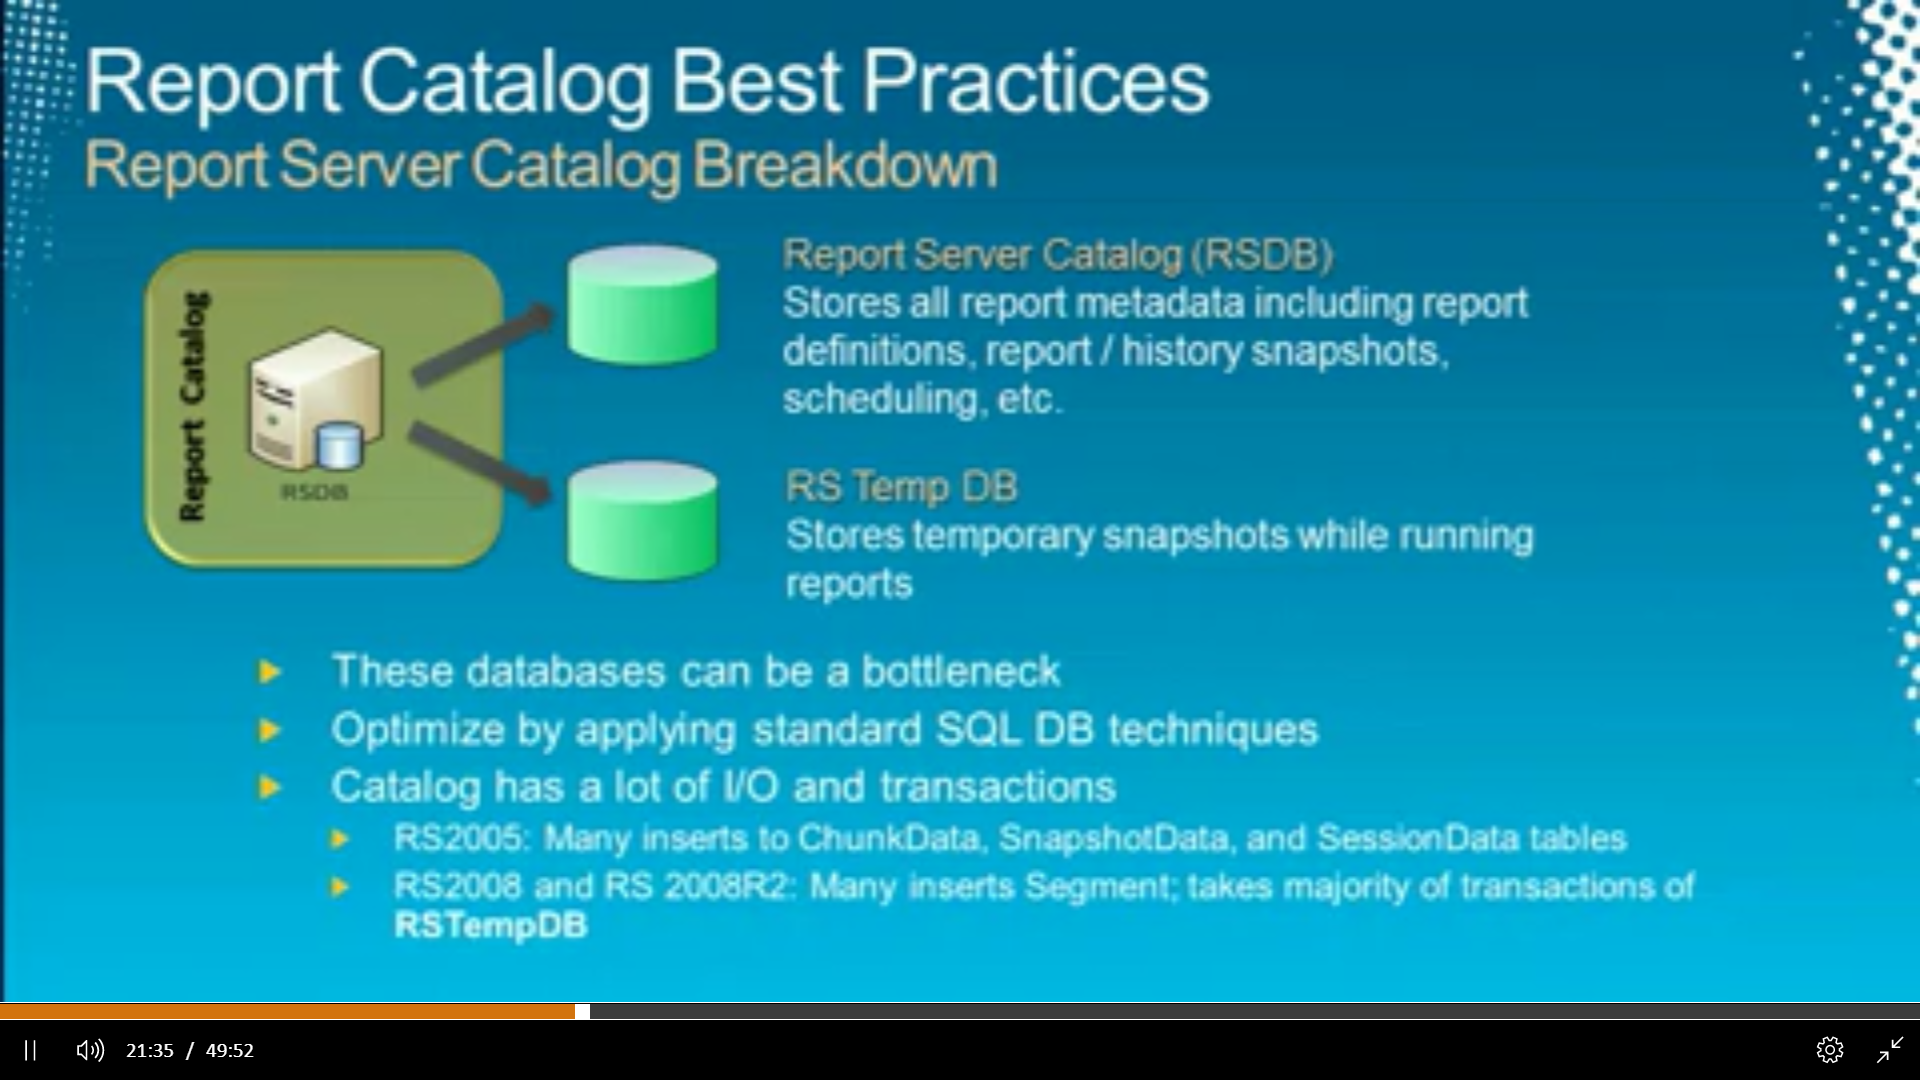 Report Catalog Best Practices
Report Server Catalog Breakdown
Report Catalog
RSDB
Report Server Catalog (RSDB)
Stores all report metadata including report
definitions, report / history snapshots,
scheduling, etc.
RS Temp DB
Stores temporary snapshots while running
reports
These databases can be a bottleneck
Optimize by applying standard SQL DB techniques
Catalog has a lot of I/O and transactions
RS2005: Many inserts to ChunkData, SnapshotData, and SessionData tables
RS2008 and RS 2008R2: Many inserts Segment; takes majority of transactions of
RSTempDB
21:35 / 49:52